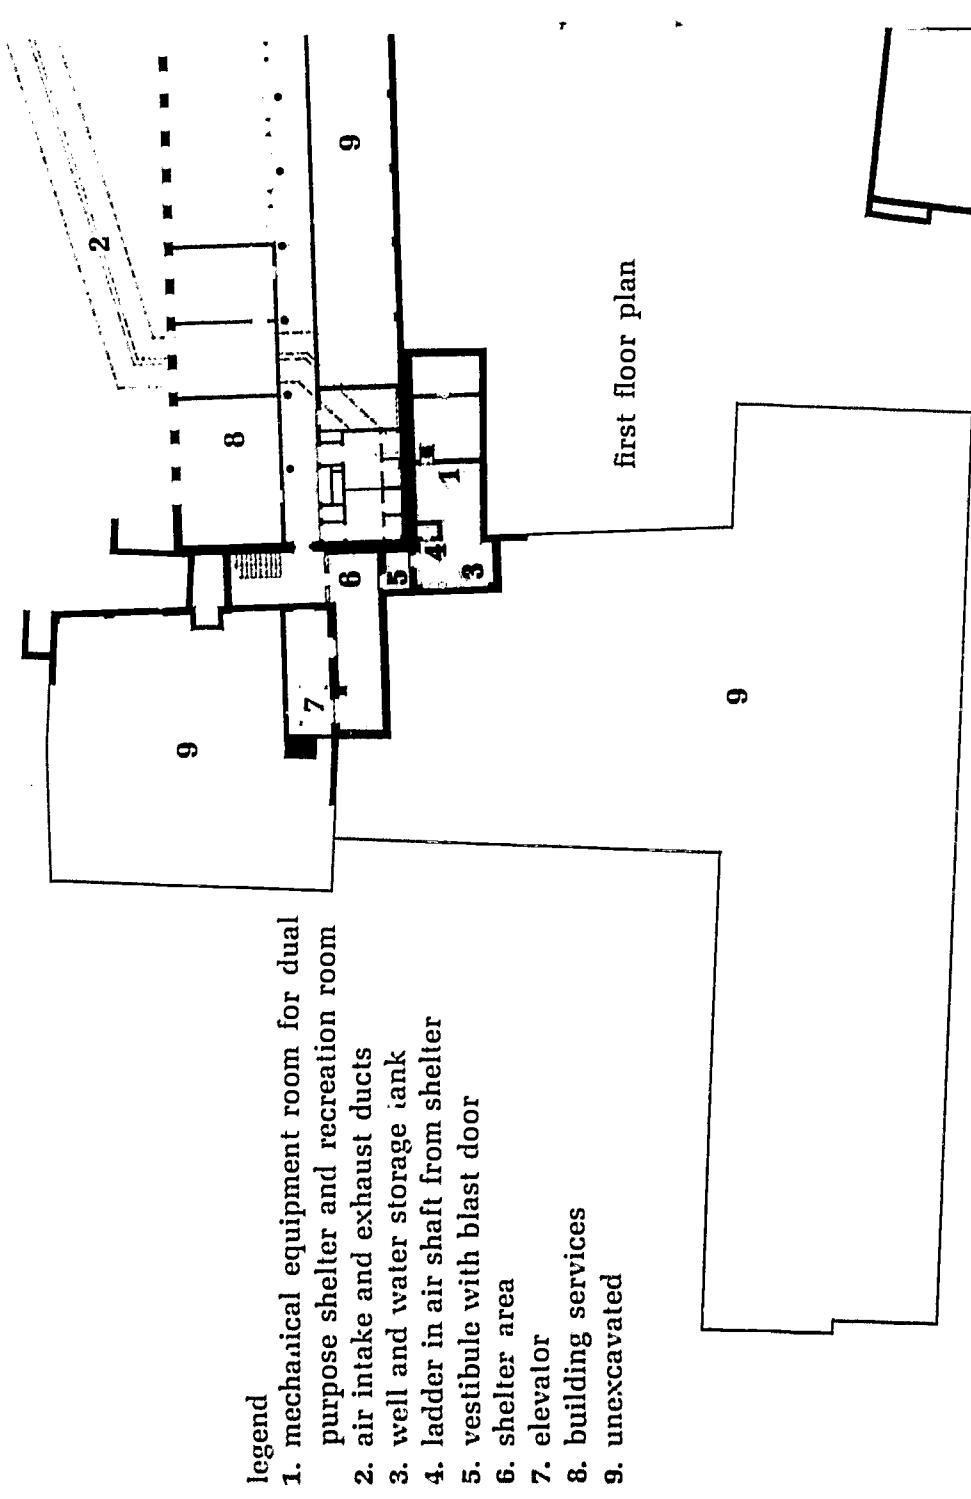 legend
1. mechanical equipment room for dual
purpose shelter and recreation room
2. air intake and exhaust ducts
3. well and water storage tank
4. ladder in air shaft from shelter
5. vestibule with blast door
6. shelter area
7. elevator
8. building services
9. unexcavated
first floor plan
2
8
9
9
7
6
5
4
3
1
9
9